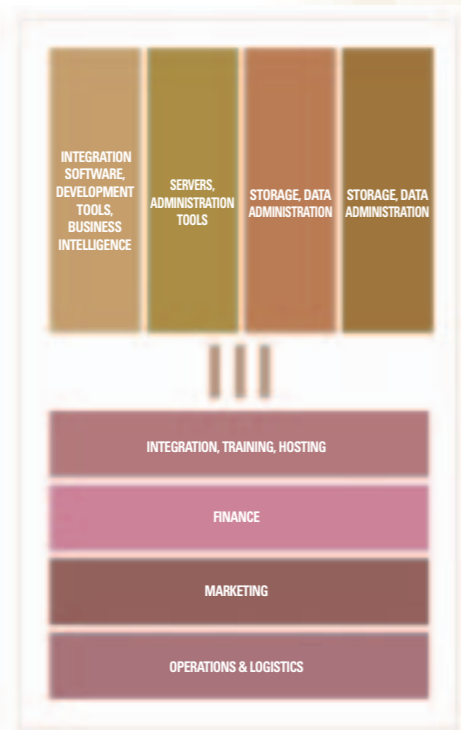 INTEGRATION
SOFTWARE,
DEVELOPMENT
TOOLS,
BUSINESS
INTELLIGENCE
SERVERS,
ADMINISTRATION
TOOLS
STORAGE, DATA
ADMINISTRATION
STORAGE, DATA
ADMINISTRATION
INTEGRATION, TRAINING, HOSTING
FINANCE
MARKETING
OPERATIONS & LOGISTICS